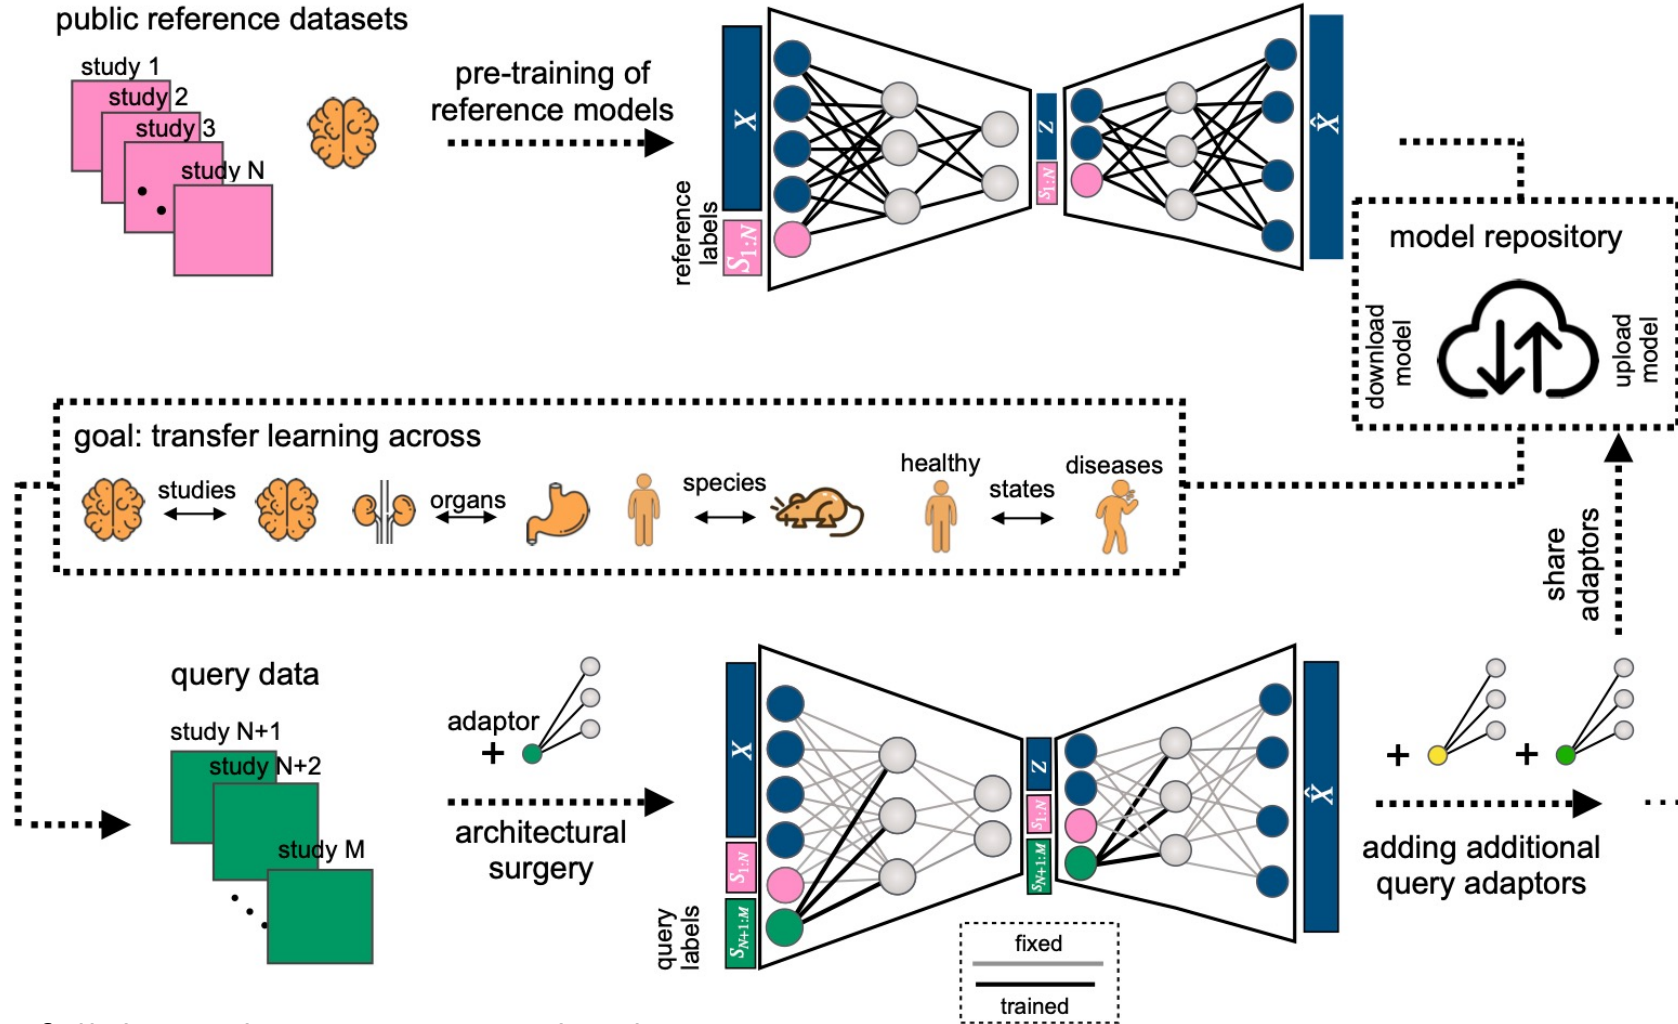 public reference datasets
study 1
study 2
study 3
study N
pre-training of
reference models
reference
labels
X
S1:N
Z
S1:N
X̂
model repository
download
model
upload
model
goal: transfer learning across
studies
organs
species
healthy
states
diseases
share
adaptors
query data
study N+1
study N+2
study M
adaptor
+
architectural
surgery
query
labels
X
S1:N
SN+1:M
Z
S1:N
SN+1:M
X̂
fixed
trained
+
+
adding additional
query adaptors